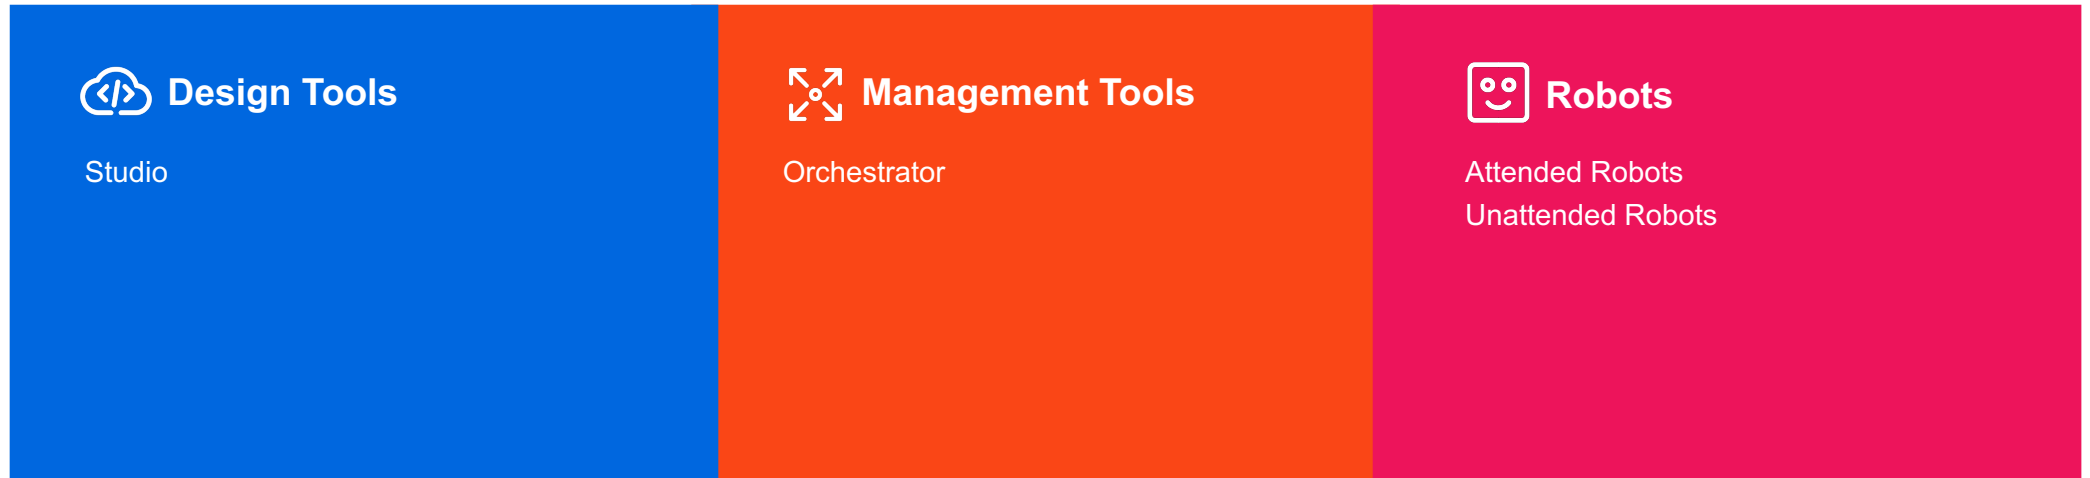 Design Tools
Studio
Management Tools
Orchestrator
Robots
Attended Robots
Unattended Robots